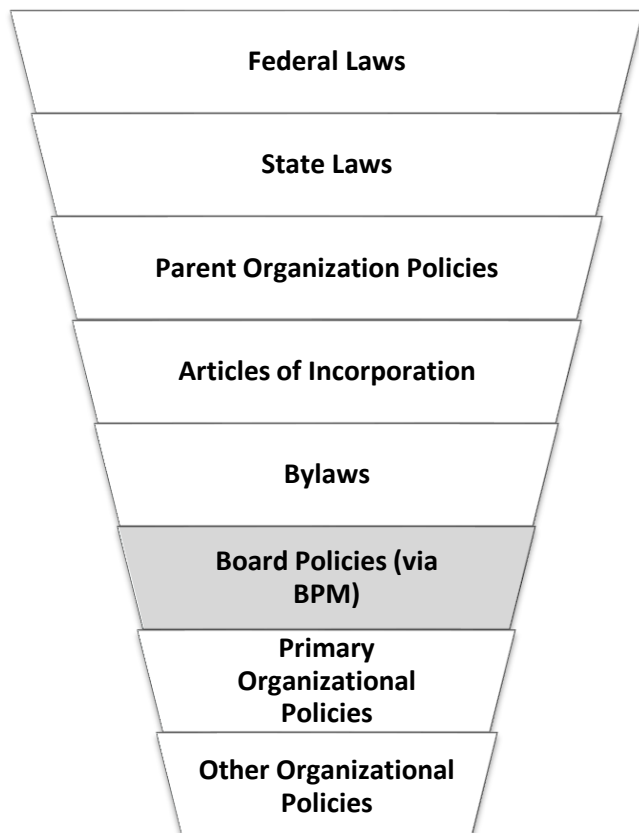 Federal Laws
State Laws
Parent Organization Policies
Articles of Incorporation
Bylaws
Board Policies (via
BPM)
Primary
Organizational
Policies
Other Organizational
Policies